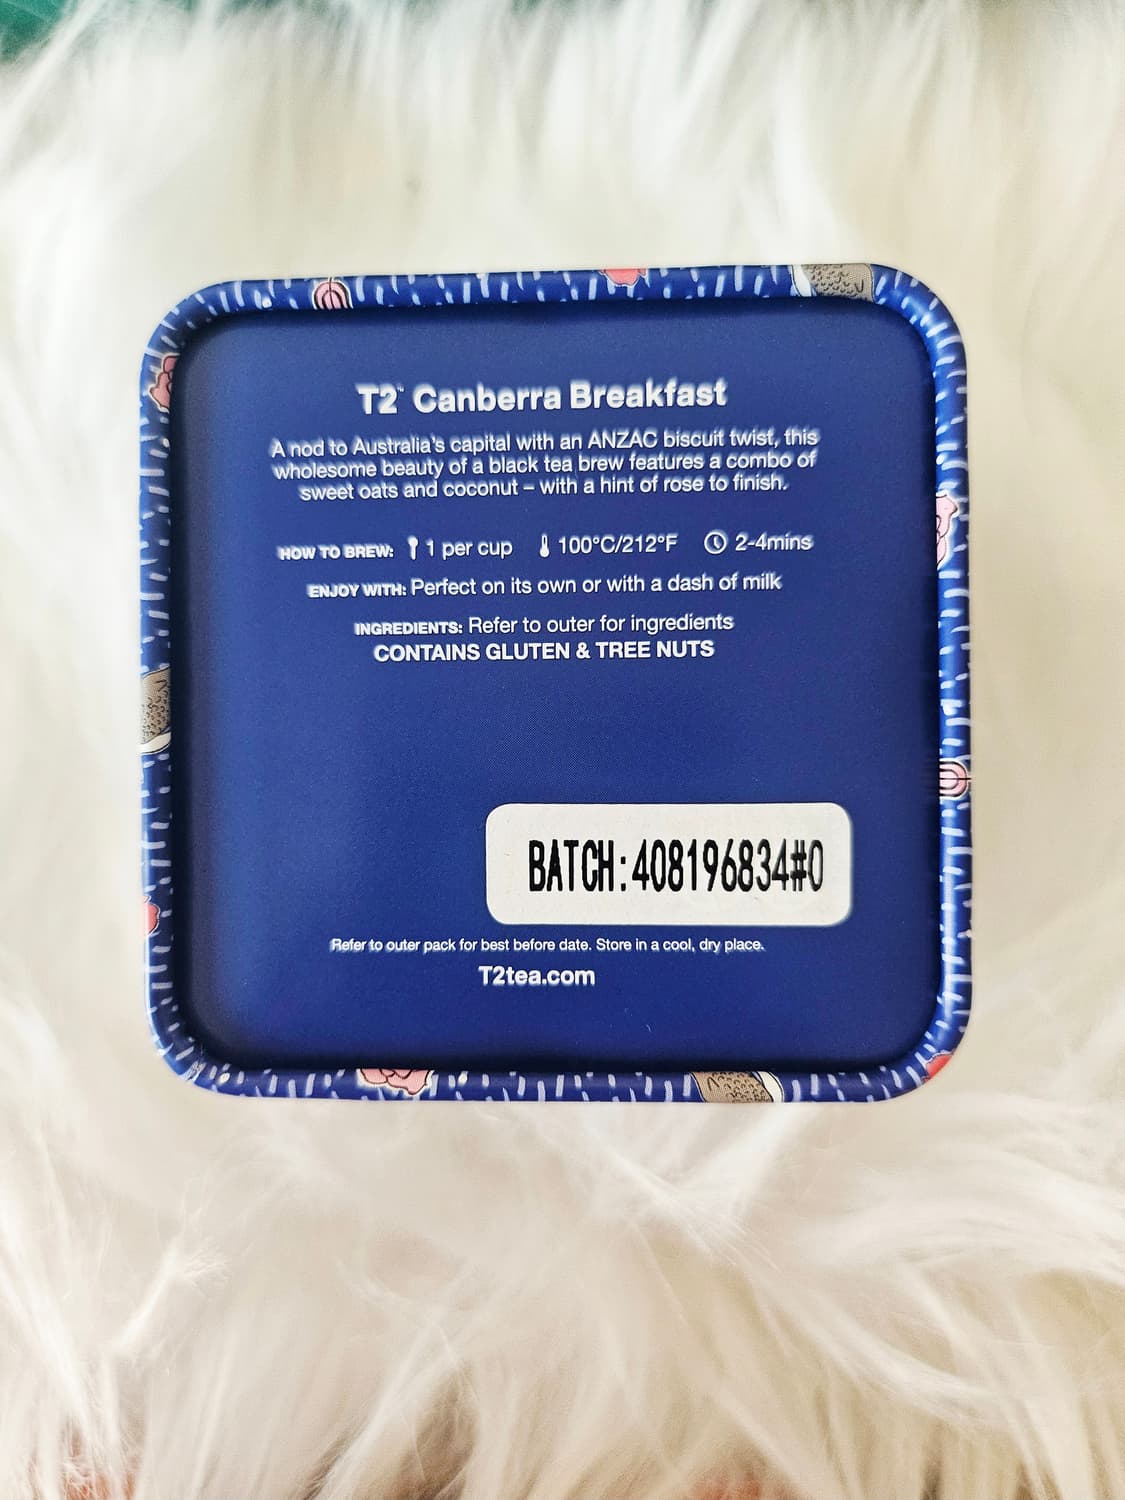 T2™ Canberra Breakfast
A nod to Australia's capital with an ANZAC biscuit twist, this
wholesome beauty of a black tea brew features a combo of
sweet oats and coconut – with a hint of rose to finish.
HOW TO BREW: 1 per cup 100°C/212°F 2-4mins
ENJOY WITH: Perfect on its own or with a dash of milk
INGREDIENTS: Refer to outer for ingredients
CONTAINS GLUTEN & TREE NUTS
BATCH:408196834#0
Refer to outer pack for best before date. Store in a cool, dry place.
T2tea.com